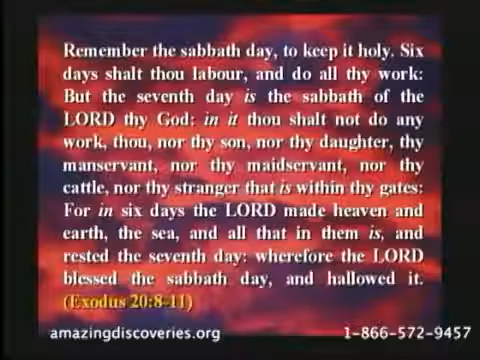 Remember the sabbath day, to keep it holy. Six
days shalt thou labour, and do all thy work:
But the seventh day is the sabbath of the
LORD thy God: in it thou shalt not do any
work, thou, nor thy son, nor thy daughter, thy
manservant, nor thy maidservant, nor thy
cattle, nor thy stranger that is within thy gates:
For in six days the LORD made heaven and
earth, the sea, and all that in them is, and
rested the seventh day: wherefore the LORD
blessed the sabbath day, and hallowed it.
(Exodus 20:8-11)
amazingdiscoveries.org 1-866-572-9457